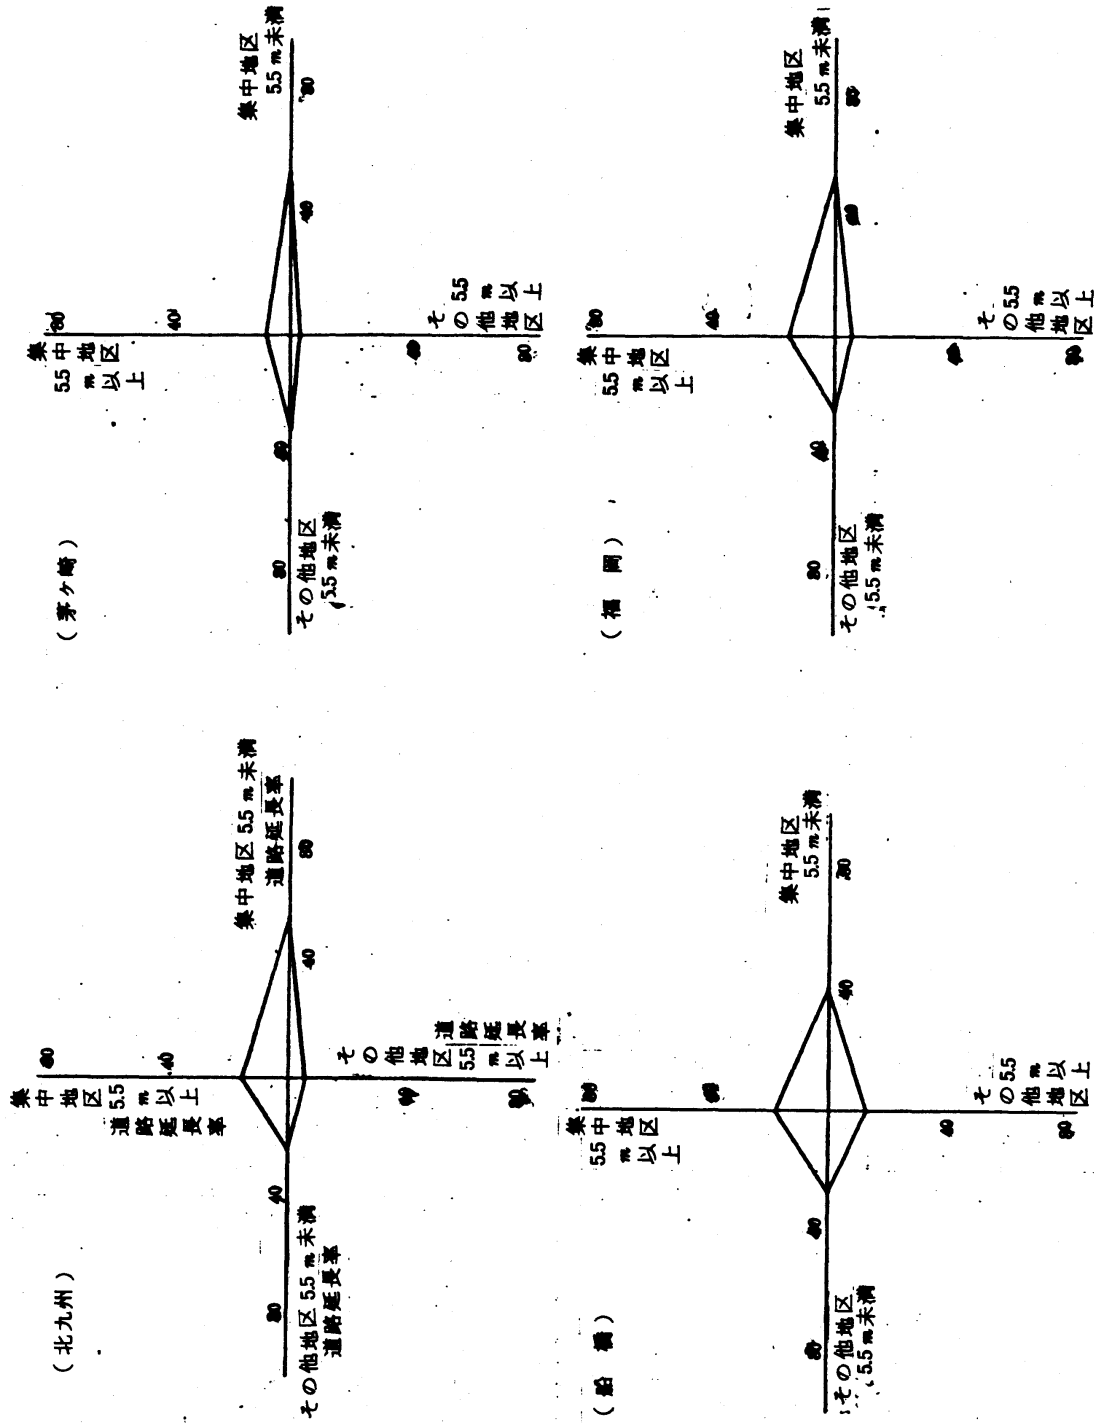 (北九州)
集中地区5.5m以上
道路延長率
80
40
その他地区5.5m未満
道路延長率
80
40
集中地区5.5m未満
道路延長率
40
80
その他地区5.5m以上
道路延長率
40
80
(茅ヶ崎)
集中地区
5.5m以上
80
40
その他地区
5.5m未満
80
40
集中地区
5.5m未満
40
80
その他地区
5.5m以上
40
80
(船橋)
集中地区
5.5m以上
80
40
その他地区
5.5m未満
80
40
集中地区
5.5m未満
40
80
その他地区
5.5m以上
40
80
(福岡)
集中地区
5.5m以上
80
40
その他地区
5.5m未満
80
40
集中地区
5.5m未満
40
80
その他地区
5.5m以上
40
80